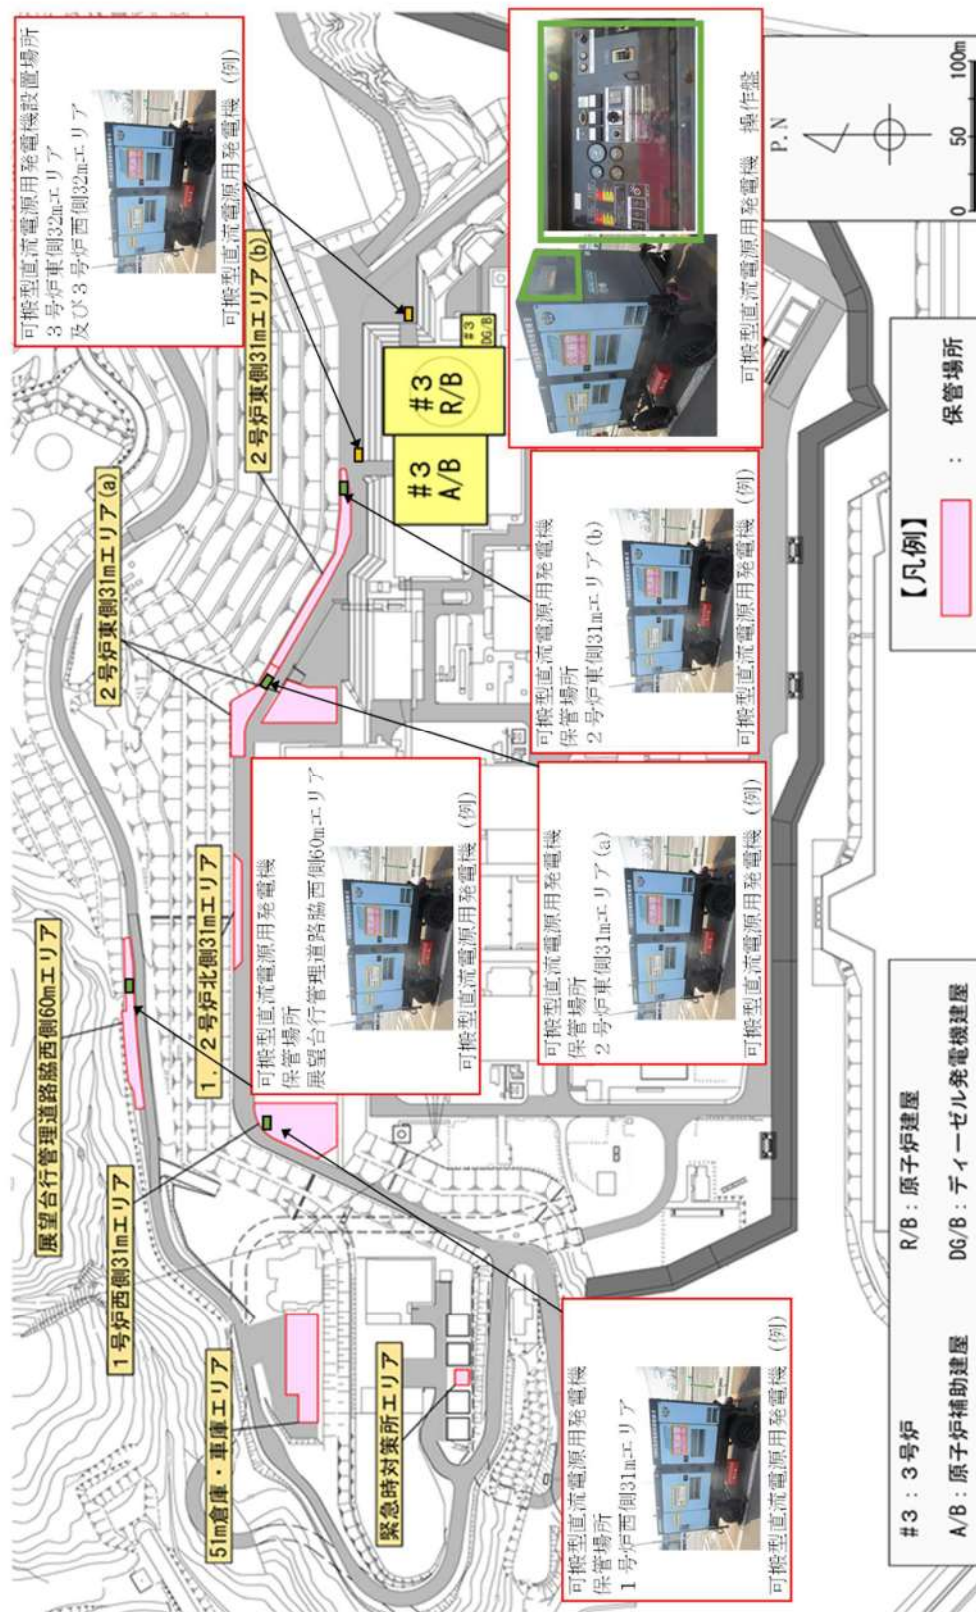 可搬型直流電源用発電機設置場所
３号炉東側32mエリア
及び３号炉西側32mエリア
可搬型直流電源用発電機（例）
2号炉東側31mエリア(b)
2号炉東側31mエリア(a)
1．2号炉北側31mエリア
展望台行管理道路脇西側60mエリア
1号炉西側31mエリア
51m倉庫・車庫エリア
緊急時対策所エリア
#3
R/B
#3
A/B
#3
DG/B
可搬型直流電源用発電機
保管場所
展望台行管理道路脇西側60mエリア
可搬型直流電源用発電機（例）
可搬型直流電源用発電機
保管場所
２号炉東側31mエリア(a)
可搬型直流電源用発電機（例）
可搬型直流電源用発電機
保管場所
２号炉東側31mエリア(b)
可搬型直流電源用発電機（例）
可搬型直流電源用発電機
保管場所
１号炉西側31mエリア
可搬型直流電源用発電機（例）
可搬型直流電源用発電機　操作盤
P.N
0
50
100m
【凡例】
：　保管場所
#3：3号炉
R/B：原子炉建屋
A/B：原子炉補助建屋
DG/B：ディーゼル発電機建屋